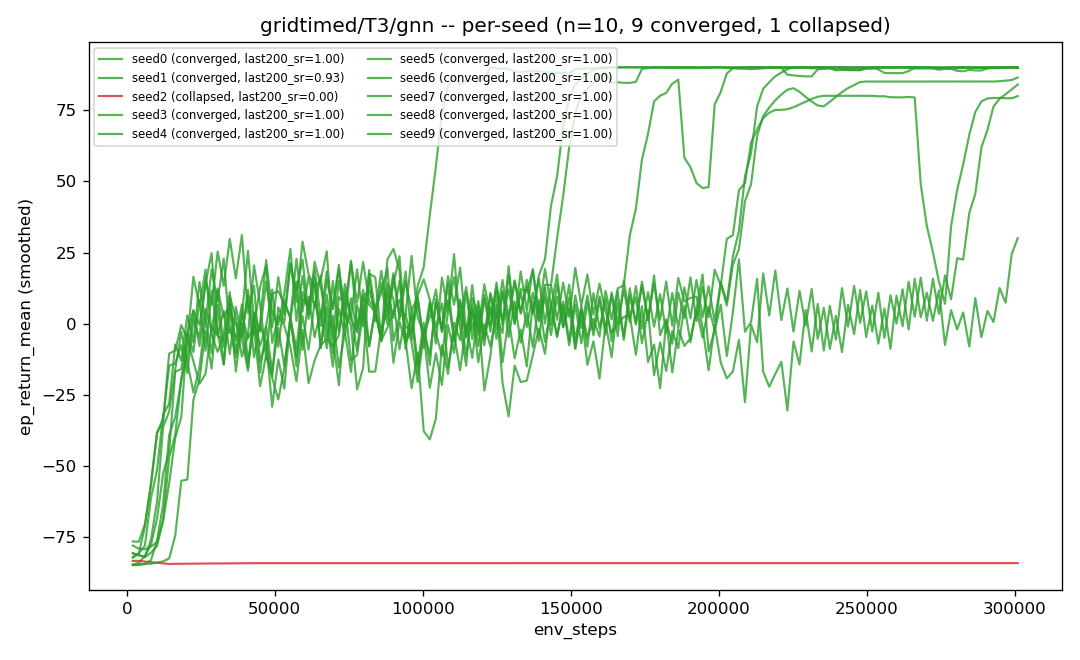 gridtimed/T3/gnn -- per-seed (n=10, 9 converged, 1 collapsed)
seed0 (converged, last200_sr=1.00)
seed1 (converged, last200_sr=0.93)
seed2 (collapsed, last200_sr=0.00)
seed3 (converged, last200_sr=1.00)
seed4 (converged, last200_sr=1.00)
seed5 (converged, last200_sr=1.00)
seed6 (converged, last200_sr=1.00)
seed7 (converged, last200_sr=1.00)
seed8 (converged, last200_sr=1.00)
seed9 (converged, last200_sr=1.00)
ep_return_mean (smoothed)
75
50
25
0
−25
−50
−75
0
50000
100000
150000
200000
250000
300000
env_steps